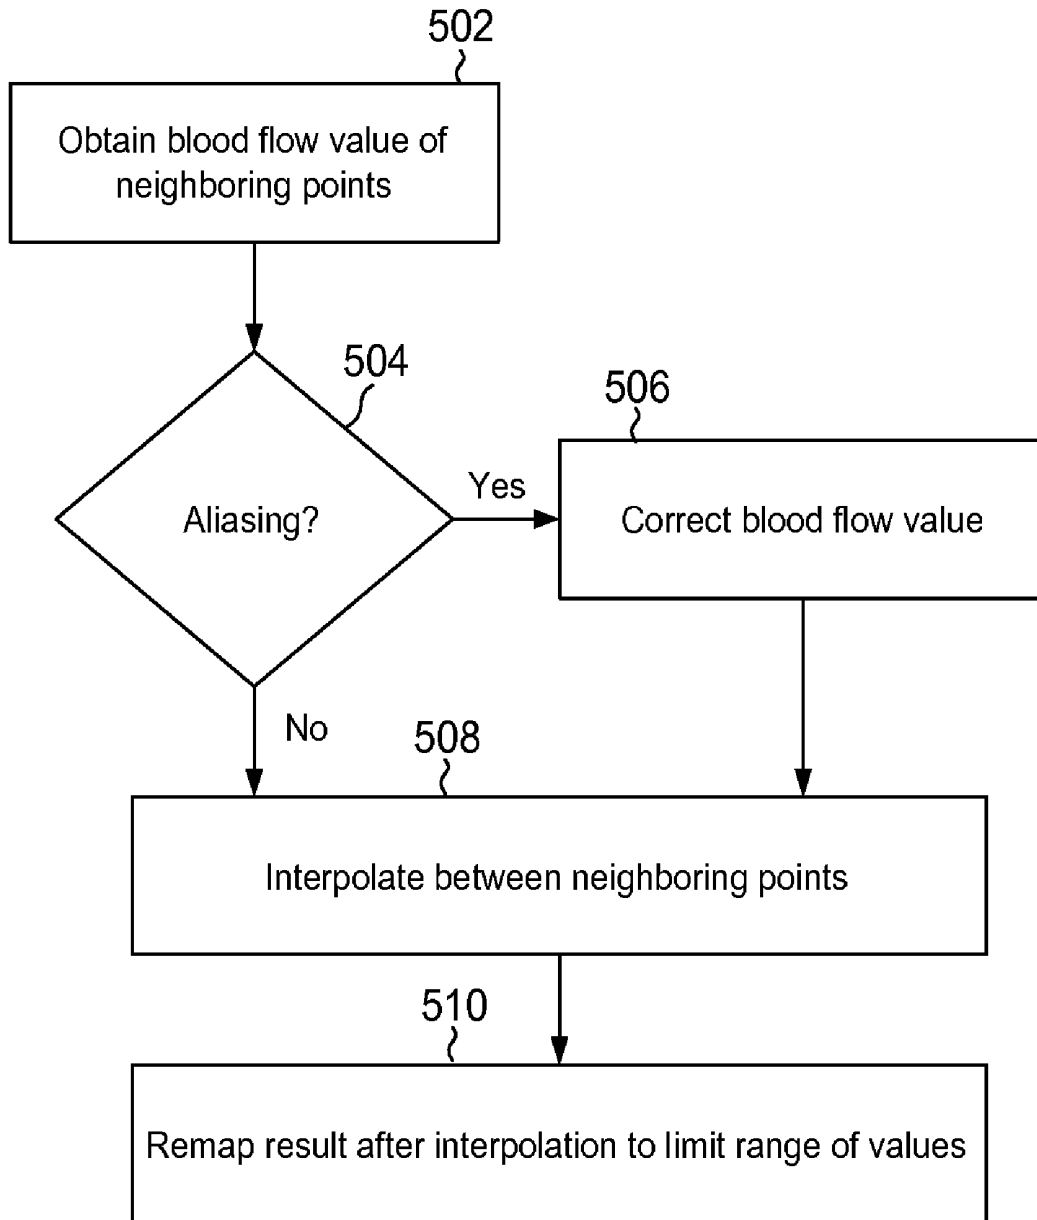 502
Obtain blood flow value of
neighboring points
504
Aliasing?
Yes
506
Correct blood flow value
No
508
Interpolate between neighboring points
510
Remap result after interpolation to limit range of values